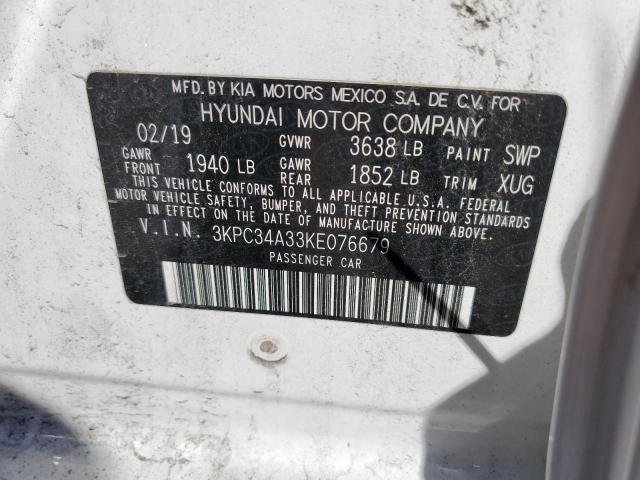 MFD. BY KIA MOTORS MEXICO S.A. DE C.V. FOR
HYUNDAI MOTOR COMPANY
02/19 GVWR 3638 LB PAINT SWP
GAWR FRONT 1940 LB GAWR REAR 1852 LB TRIM XUG
THIS VEHICLE CONFORMS TO ALL APPLICABLE U.S.A. FEDERAL
MOTOR VEHICLE SAFETY, BUMPER, AND THEFT PREVENTION STANDARDS
IN EFFECT ON THE DATE OF MANUFACTURE SHOWN ABOVE.
V.I.N. 3KPC34A33KE076679
PASSENGER CAR